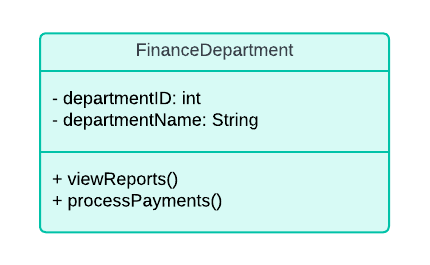 FinanceDepartment
- departmentID: int
- departmentName: String
+ viewReports()
+ processPayments()